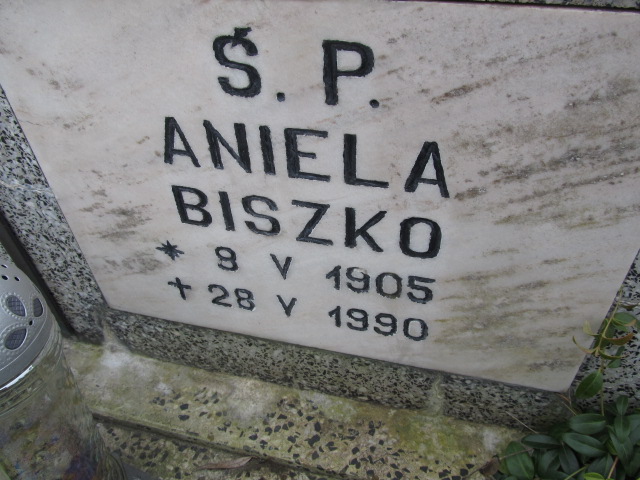 Ś. P.
ANIELA
BISZKO
* 9 V 1905
✝ 28 V 1990